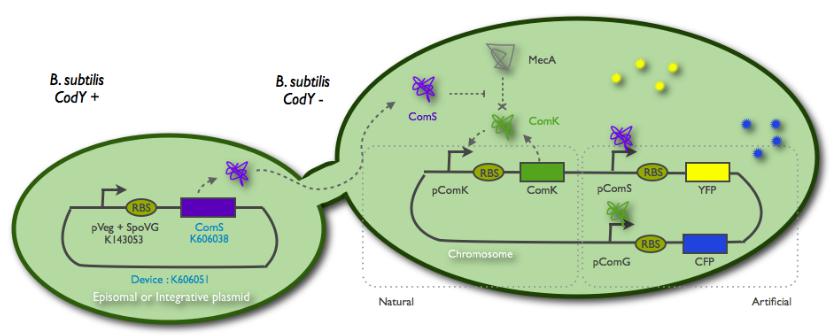 B. subtilis
CodY +
B. subtilis
CodY -
MecA
ComS
ComK
RBS
pVeg + SpoVG
K143053
ComS
K606038
Device : K606051
Episomal or Integrative plasmid
pComK
RBS
ComK
pComS
RBS
YFP
Chromosome
pComG
RBS
CFP
Natural
Artificial